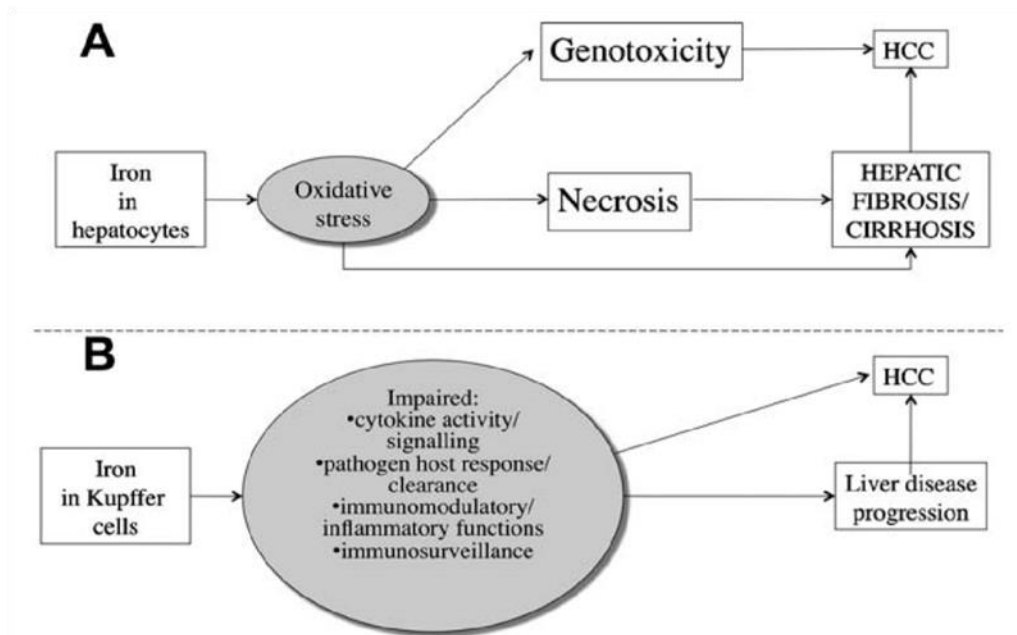 A
Genotoxicity
HCC
Iron
in
hepatocytes
Oxidative
stress
Necrosis
HEPATIC
FIBROSIS/
CIRRHOSIS
B
HCC
Impaired:
•cytokine activity/
signalling
•pathogen host response/
clearance
•immunomodulatory/
inflammatory functions
•immunosurveillance
Iron
in Kupffer
cells
Liver disease
progression